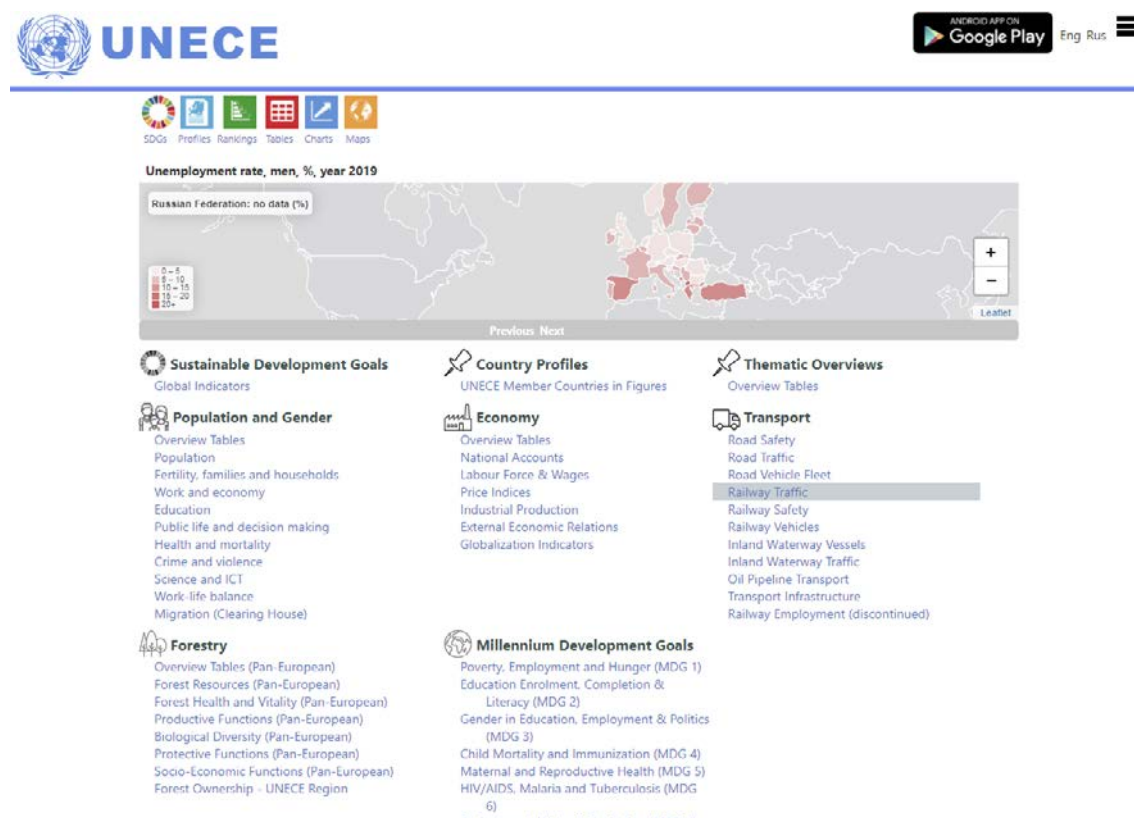 UNECE
ANDROID APP ON
Google Play
Eng Rus
SDGs Profiles Rankings Tables Charts Maps
Unemployment rate, men, %, year 2019
Russian Federation: no data (%)
+
−
0 – 5
5 – 10
10 – 15
15 – 20
20+
Leaflet
Previous Next
Sustainable Development Goals
Global Indicators
Country Profiles
UNECE Member Countries in Figures
Thematic Overviews
Overview Tables
Population and Gender
Overview Tables
Population
Fertility, families and households
Work and economy
Education
Public life and decision making
Health and mortality
Crime and violence
Science and ICT
Work-life balance
Migration (Clearing House)
Economy
Overview Tables
National Accounts
Labour Force & Wages
Price Indices
Industrial Production
External Economic Relations
Globalization Indicators
Transport
Road Safety
Road Traffic
Road Vehicle Fleet
Railway Traffic
Railway Safety
Railway Vehicles
Inland Waterway Vessels
Inland Waterway Traffic
Oil Pipeline Transport
Transport Infrastructure
Railway Employment (discontinued)
Forestry
Overview Tables (Pan-European)
Forest Resources (Pan-European)
Forest Health and Vitality (Pan-European)
Productive Functions (Pan-European)
Biological Diversity (Pan-European)
Protective Functions (Pan-European)
Socio-Economic Functions (Pan-European)
Forest Ownership - UNECE Region
Millennium Development Goals
Poverty, Employment and Hunger (MDG 1)
Education Enrolment, Completion &
Literacy (MDG 2)
Gender in Education, Employment & Politics
(MDG 3)
Child Mortality and Immunization (MDG 4)
Maternal and Reproductive Health (MDG 5)
HIV/AIDS, Malaria and Tuberculosis (MDG
6)